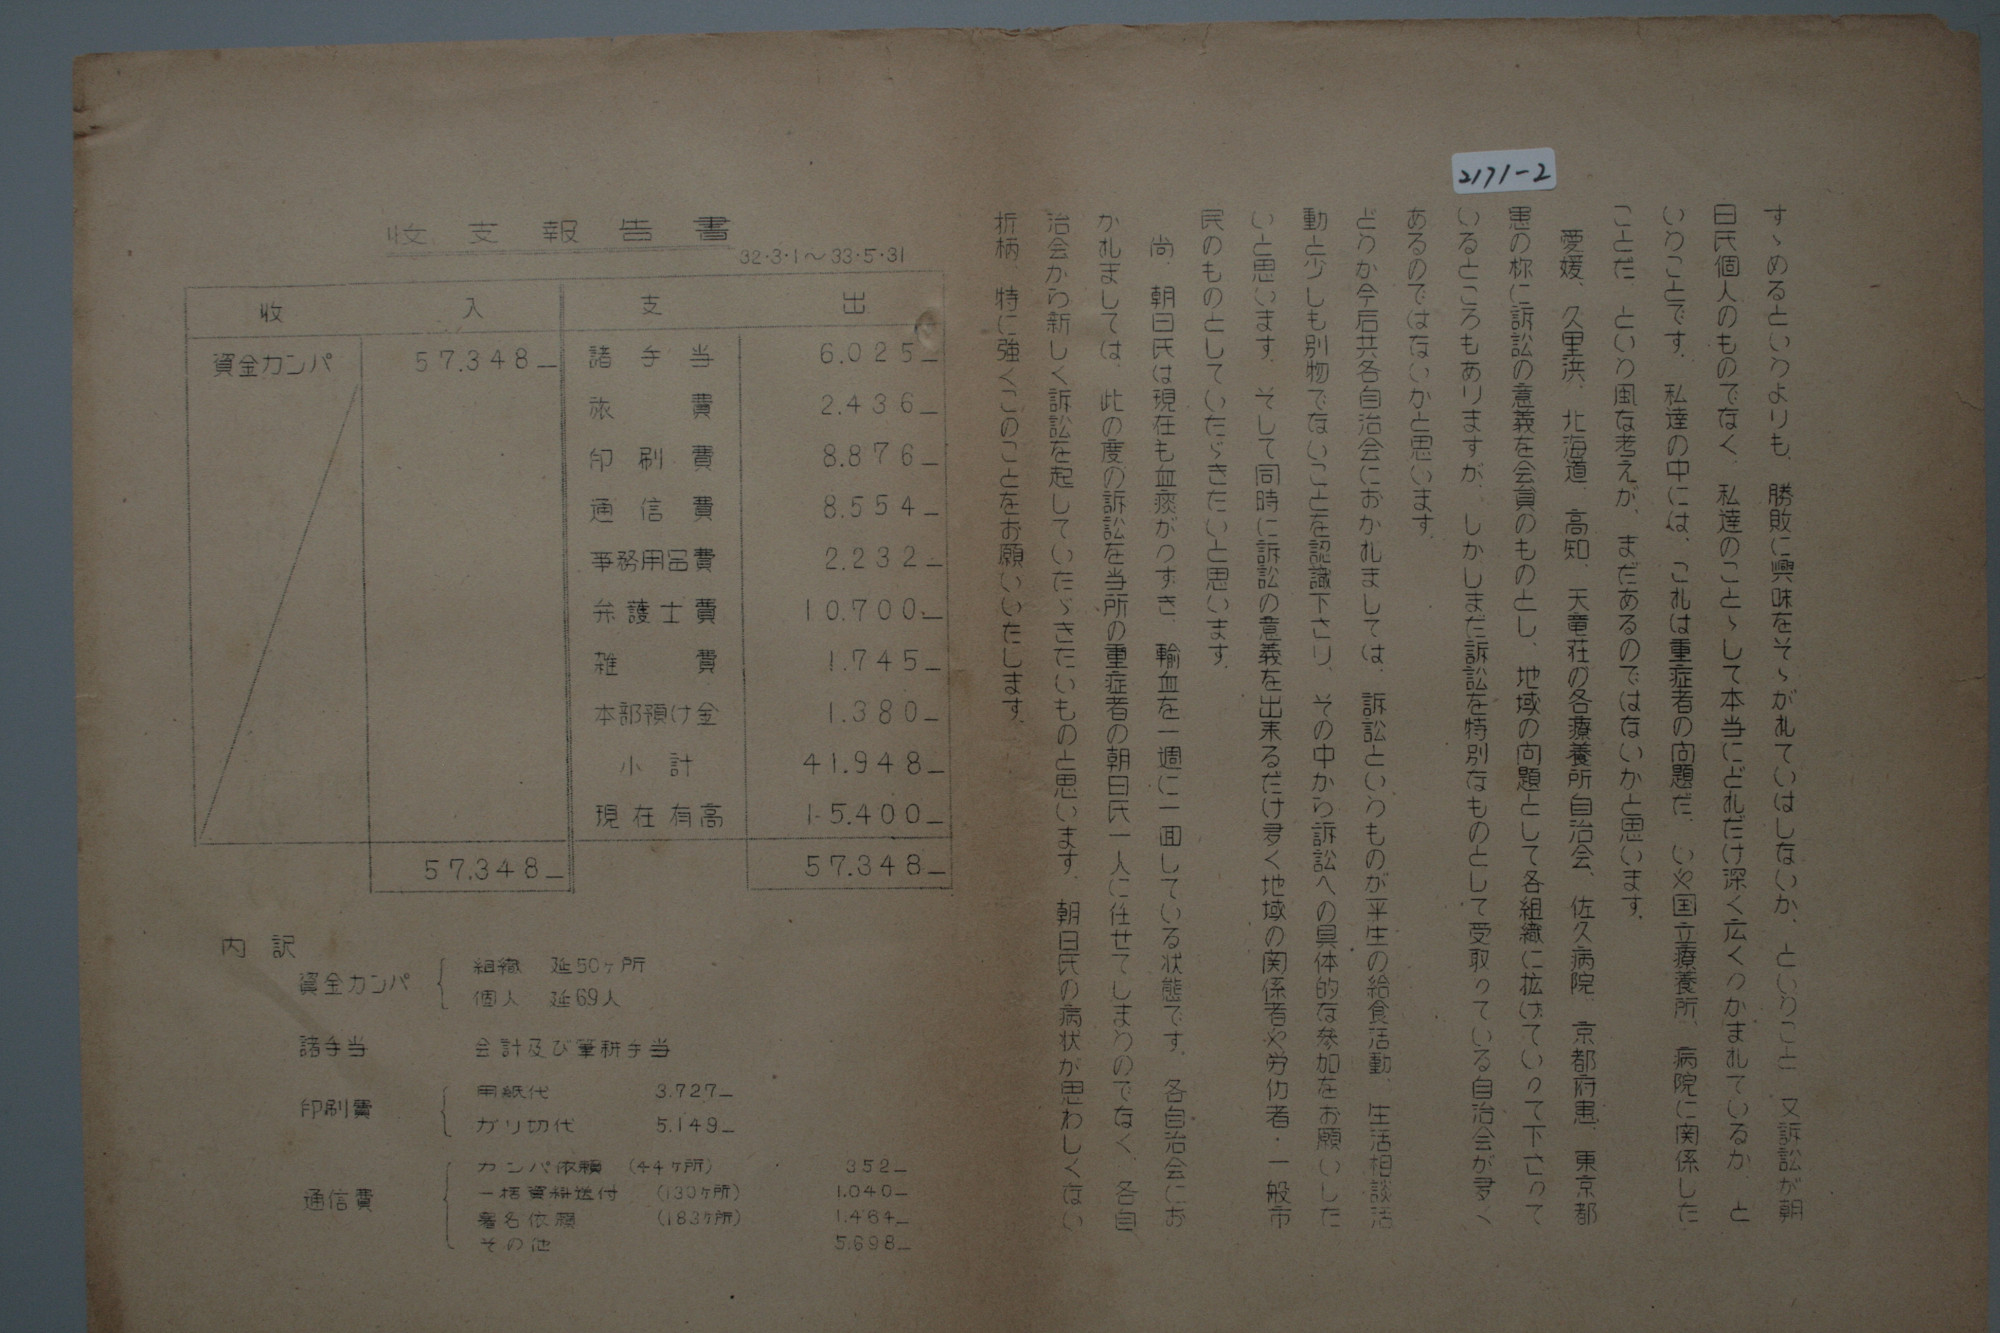 2171-2
すゝめるというよりも、勝敗に興味をそゝがれていはしないか、ということ、又訴訟が朝
日氏個人のものでなく、私達のことゝして本当にどれだけ深く広くつかまれているか、と
いうことです。私達の中には、これは重症者の問題だ、いや国立療養所、病院に関係した
ことだ、という風な考えが、まだあるのではないかと思います。
愛媛、久里浜、北海道、高知、天竜荘の各療養所自治会、佐久病院、京都府患、東京都
患の様に訴訟の意義を会員のものとし、地域の問題として各組織に拡げていって下さって
いるところもありますが、しかしまだ訴訟を特別なものとして受取っている自治会が多く
あるのではないかと思います。
どうか今后共各自治会におかれましては、訴訟というものが平生の給食活動、生活相談活
動と少しも別物でないことを認識下さり、その中から訴訟への具体的な参加をお願いした
いと思います。そして同時に訴訟の意義を出来るだけ多く地域の関係者や労仂者・一般市
民のものとしていたゞきたいと思います。
尚、朝日氏は現在も血痰がつずき、輸血を一週に一回している状態です。各自治会にお
かれましては、此の度の訴訟を当所の重症者の朝日氏一人に任せてしまうのでなく、各自
治会から新しく訴訟を起していたゞきたいものと思います。朝日氏の病状が思わしくない
折柄、特に強くこのことをお願いいたします。
收支報告書
32・3・1〜33・5・31
收入 支出
資金カンパ 57.348_ 諸手当 6.025_
旅費 2.436_
印刷費 8.876_
通信費 8.554_
事務用品費 2.232_
弁護士費 10.700_
雑費 1.745_
本部預け金 1.380_
小計 41.948_
現在有高 15.400_
57.348_ 57.348_
内訳
資金カンパ 組織 延50ヶ所
個人 延69人
諸手当 会計及び筆耕手当
印刷費 用紙代 3.727_
ガリ切代 5.149_
通信費 カンパ依頼 (44ヶ所) 352_
一括資料送付 (130ヶ所) 1.040_
署名依頼 (183ヶ所) 1.464_
その他 5.698_